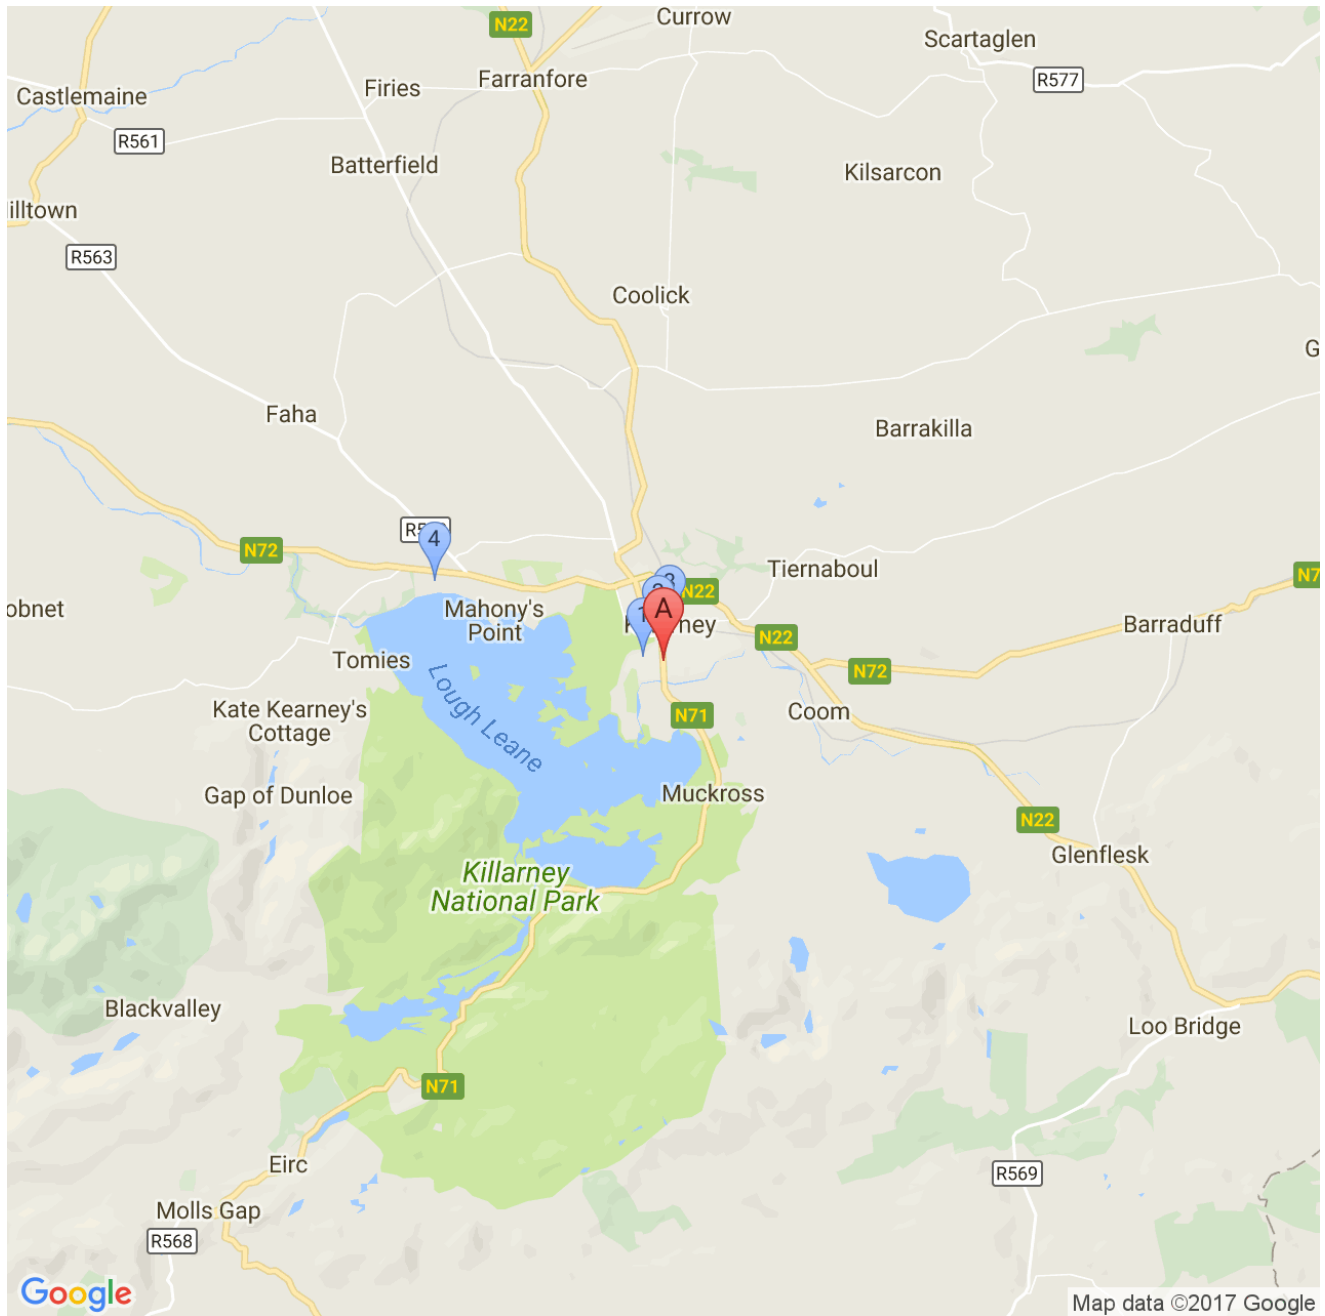 Currow
N22
Scartaglen
Farranfore
R577
Firies
Castlemaine
R561
Batterfield
Kilsarcon
illtown
R563
Coolick
G
Faha
Barrakilla
4
N72
Tiernaboul
3
N22
N7
obnet
Mahony's
Point
1
A
Barraduff
N22
Tomies
N72
Lough Leane
Kate Kearney's
Cottage
N71
Coom
Gap of Dunloe
Muckross
N22
Glenflesk
Killarney
National Park
Blackvalley
Loo Bridge
N71
Eirc
R569
Molls Gap
R568
Google
Map data ©2017 Google